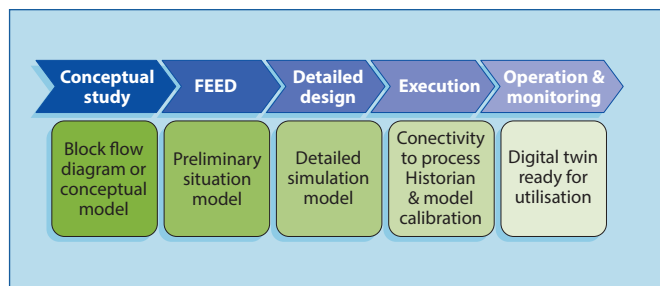 Conceptual
study
FEED
Detailed
design
Execution
Operation &
monitoring
Block flow
diagram or
conceptual
model
Preliminary
situation
model
Detailed
simulation
model
Conectivity
to process
Historian
& model
calibration
Digital twin
ready for
utilisation